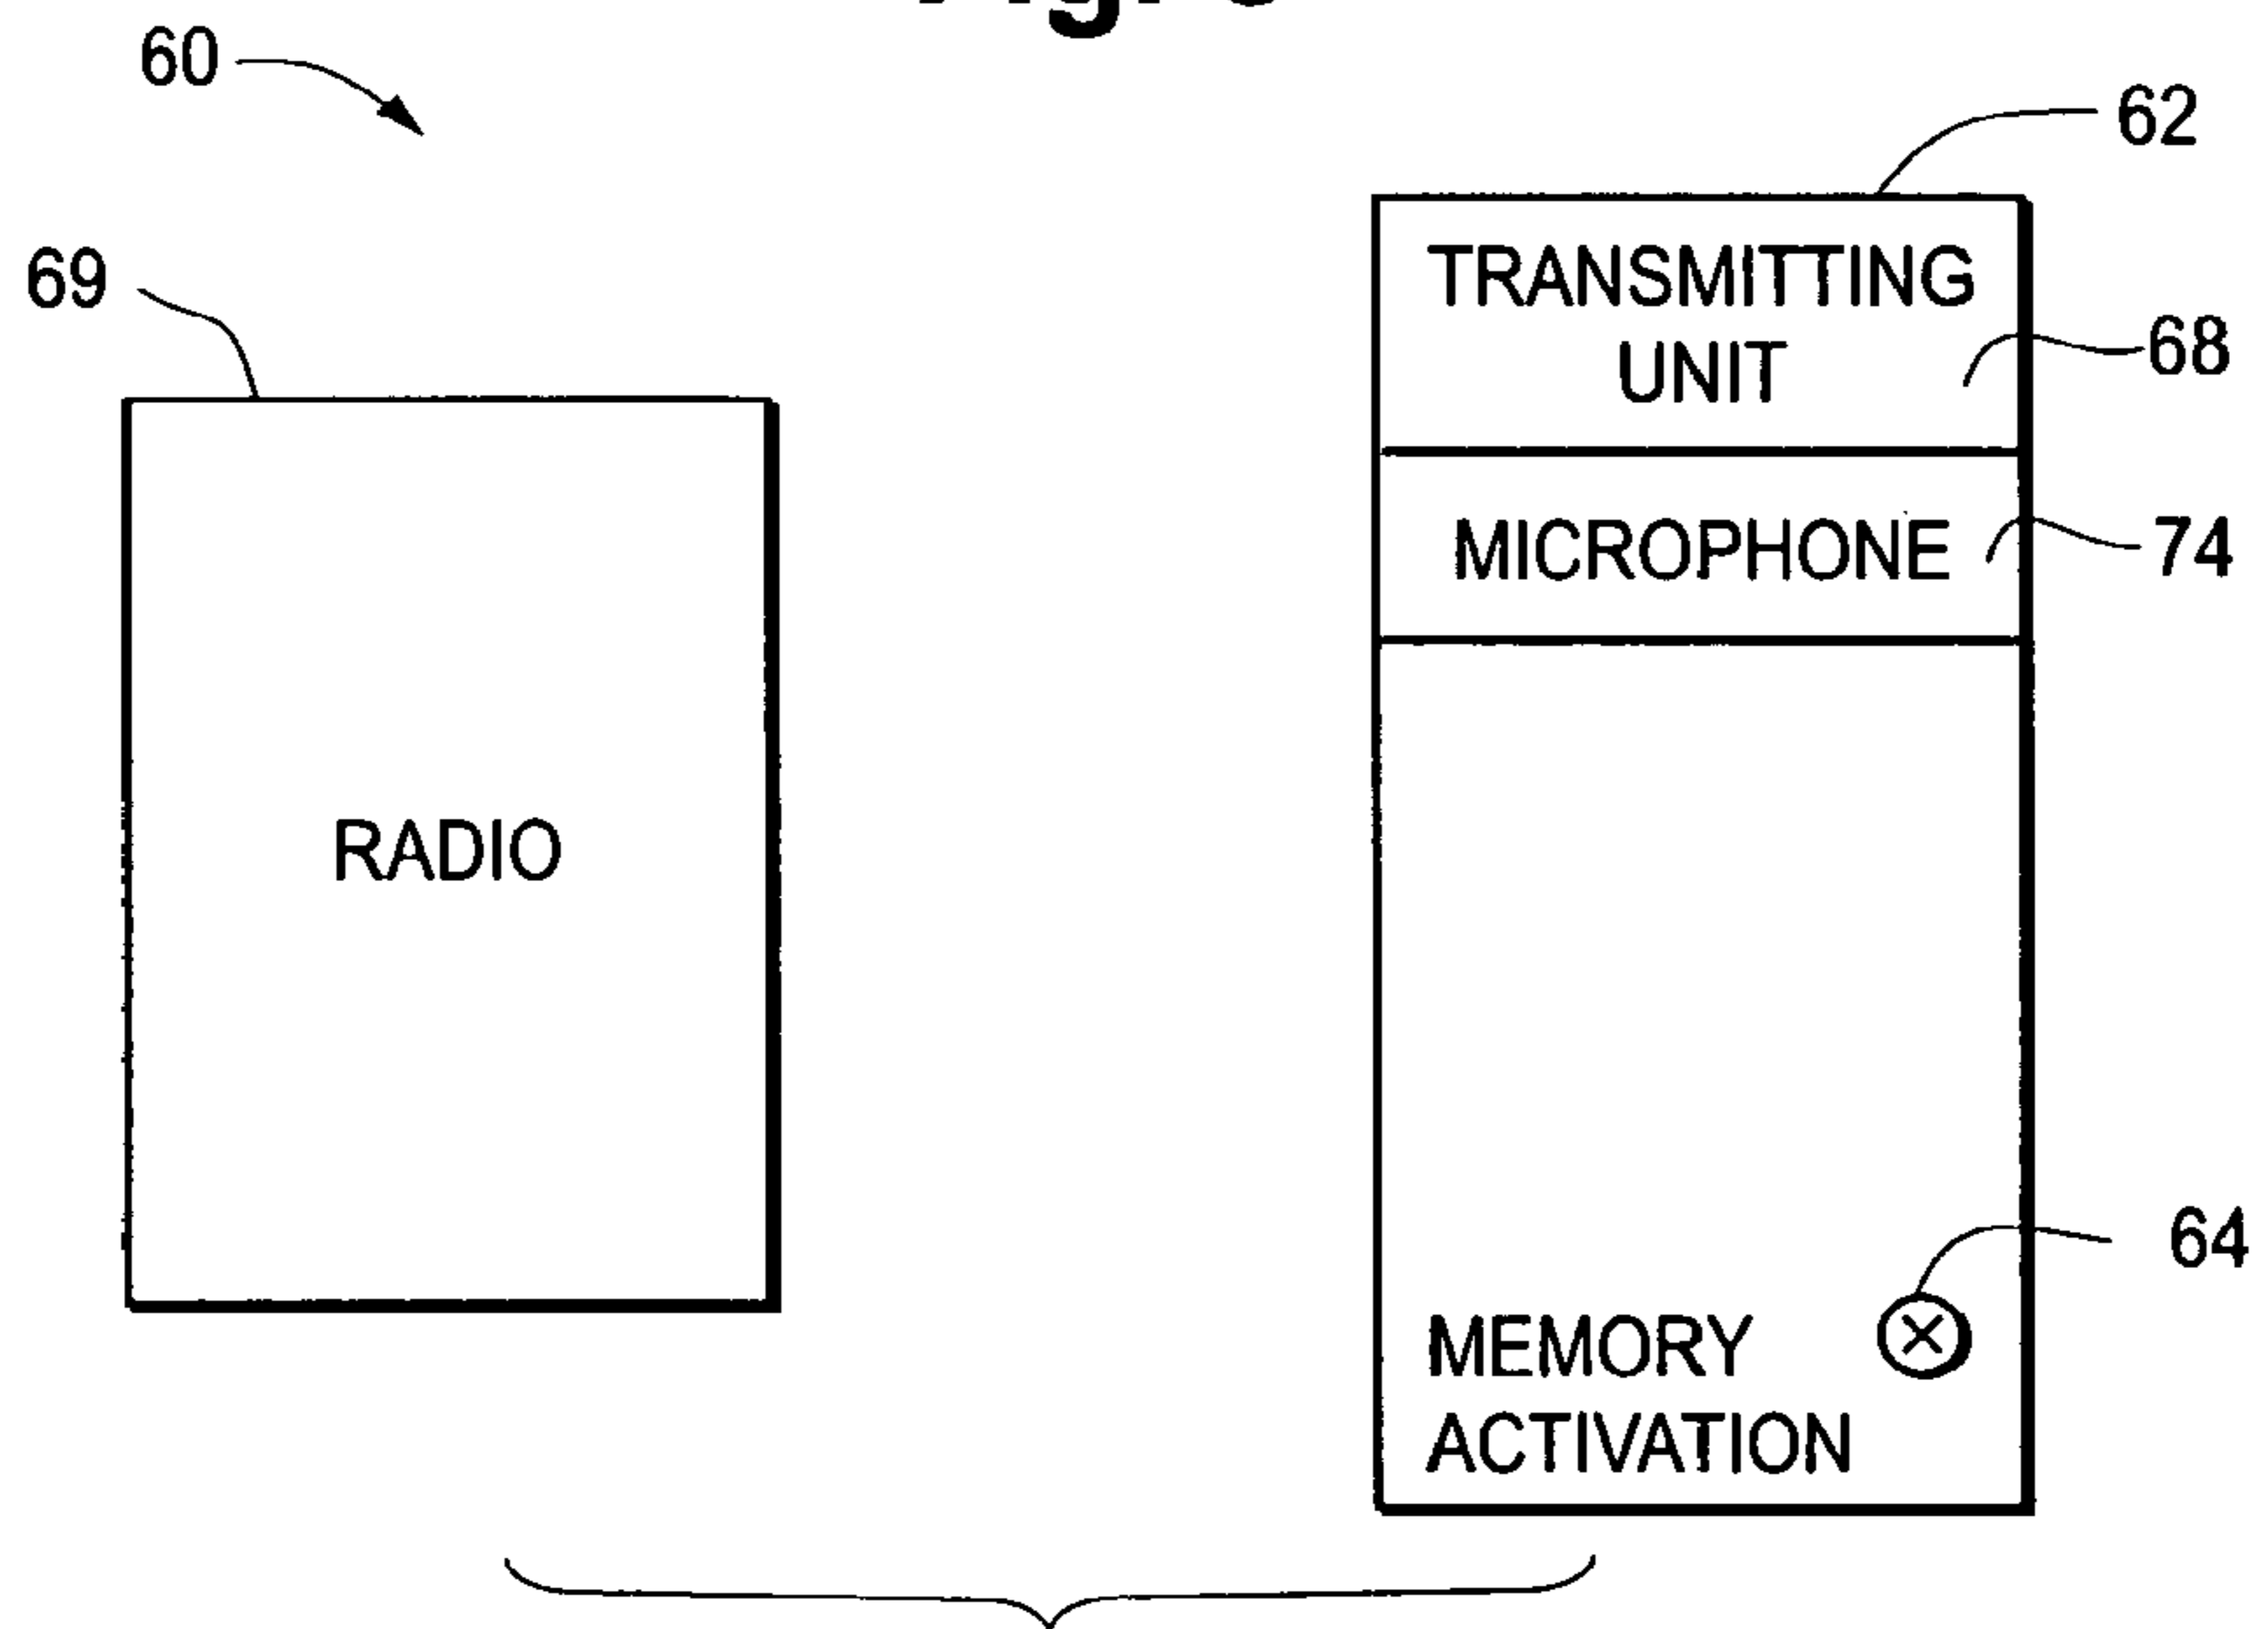 60
62
69
TRANSMITTING
UNIT
68
MICROPHONE
74
RADIO
64
MEMORY
ACTIVATION